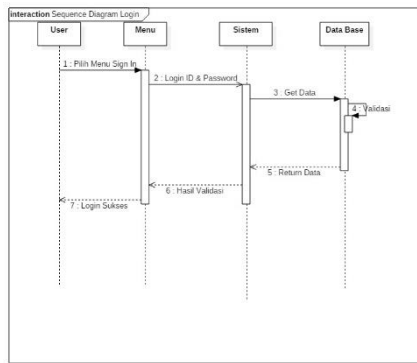 interaction Sequence Diagram Login
User Menu Sistem Data Base
1 : Pilih Menu Sign In
2 : Login ID & Password
3 : Get Data
4 : Validasi
5 : Return Data
6 : Hasil Validasi
7 : Login Sukses